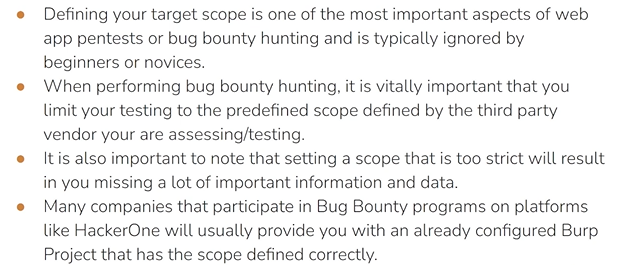 • Defining your target scope is one of the most important aspects of web
app pentests or bug bounty hunting and is typically ignored by
beginners or novices.
• When performing bug bounty hunting, it is vitally important that you
limit your testing to the predefined scope defined by the third party
vendor your are assessing/testing.
• It is also important to note that setting a scope that is too strict will result
in you missing a lot of important information and data.
• Many companies that participate in Bug Bounty programs on platforms
like HackerOne will usually provide you with an already configured Burp
Project that has the scope defined correctly.